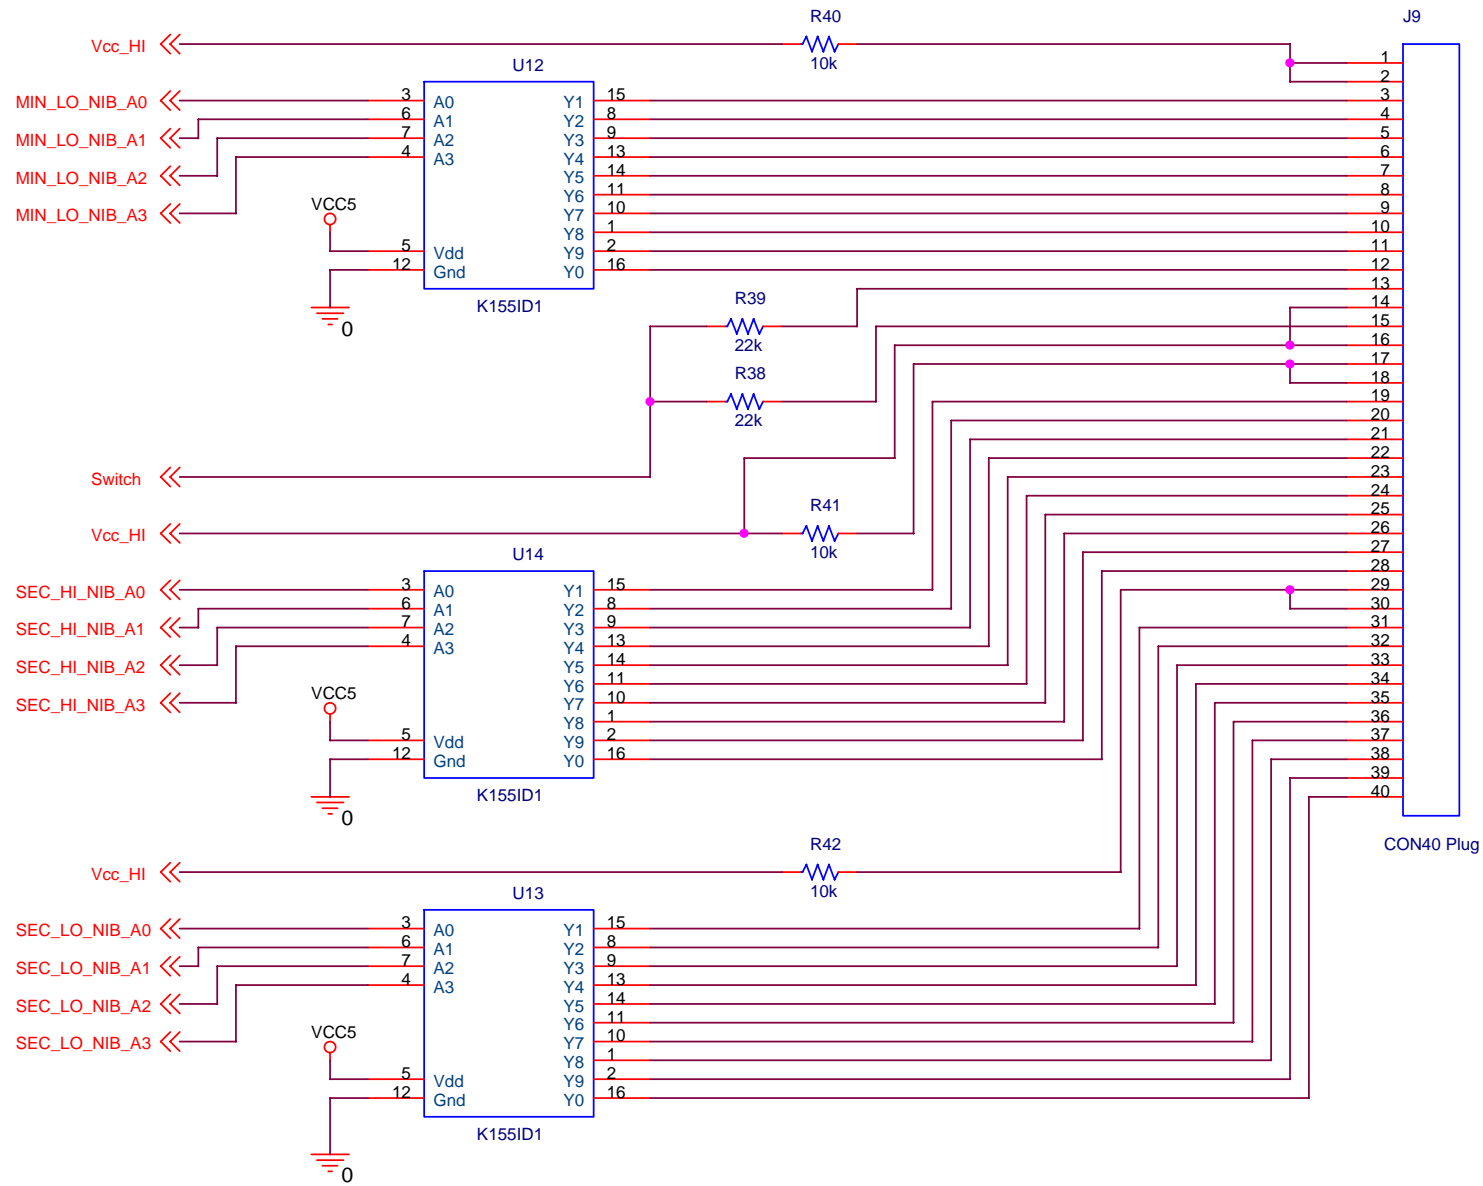 R40
J9
Vcc_HI
10k
1
2
U12
MIN_LO_NIB_A0 3 A0 Y1 15 3
6 A1 Y2 8 4
MIN_LO_NIB_A1 7 A2 Y3 9 5
4 A3 Y4 13 6
MIN_LO_NIB_A2 Y5 14 7
Y6 11 8
MIN_LO_NIB_A3 VCC5 Y7 10 9
Y8 1 10
5 Vdd Y9 2 11
12 Gnd Y0 16 12
K155ID1
0
13
R39
14
22k
15
16
R38
17
22k
18
19
20
21
22
Switch
23
24
R41
25
Vcc_HI
10k
26
27
U14
28
SEC_HI_NIB_A0 3 A0 Y1 15 29
6 A1 Y2 8 30
SEC_HI_NIB_A1 7 A2 Y3 9 31
4 A3 Y4 13 32
SEC_HI_NIB_A2 Y5 14 33
Y6 11 34
SEC_HI_NIB_A3 VCC5 Y7 10 35
Y8 1 36
5 Vdd Y9 2 37
12 Gnd Y0 16 38
39
K155ID1
40
0
R42
CON40 Plug
Vcc_HI
10k
U13
SEC_LO_NIB_A0 3 A0 Y1 15
6 A1 Y2 8
SEC_LO_NIB_A1 7 A2 Y3 9
4 A3 Y4 13
SEC_LO_NIB_A2 Y5 14
Y6 11
SEC_LO_NIB_A3 VCC5 Y7 10
Y8 1
5 Vdd Y9 2
12 Gnd Y0 16
K155ID1
0